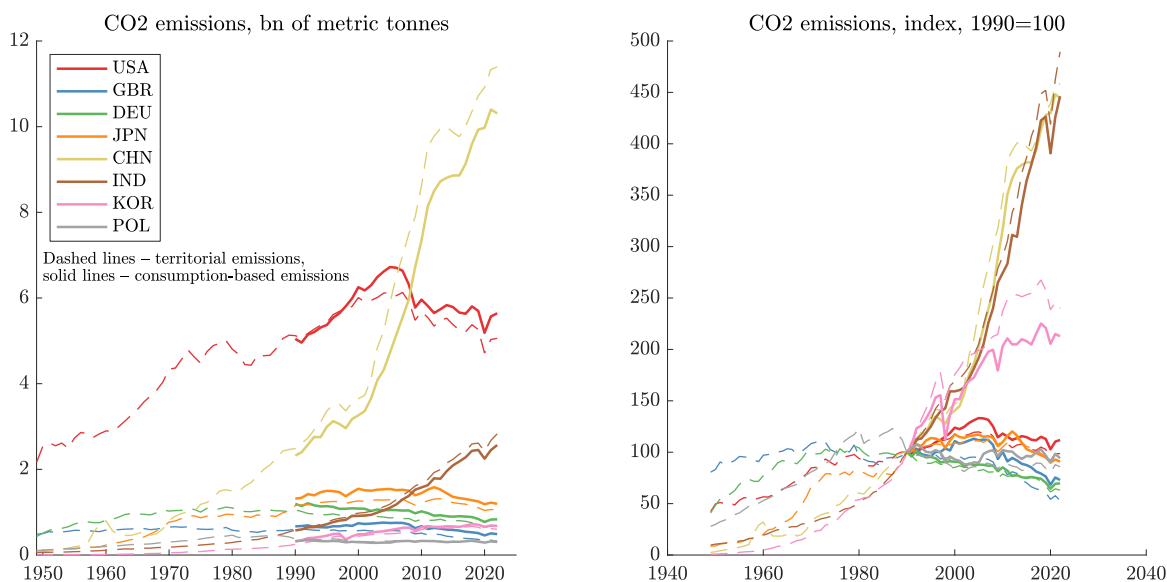 CO2 emissions, bn of metric tonnes
12
10
8
6
4
2
0
1950
1960
1970
1980
1990
2000
2010
2020
USA
GBR
DEU
JPN
CHN
IND
KOR
POL
Dashed lines – territorial emissions,
solid lines – consumption-based emissions
CO2 emissions, index, 1990=100
500
450
400
350
300
250
200
150
100
50
0
1940
1960
1980
2000
2020
2040